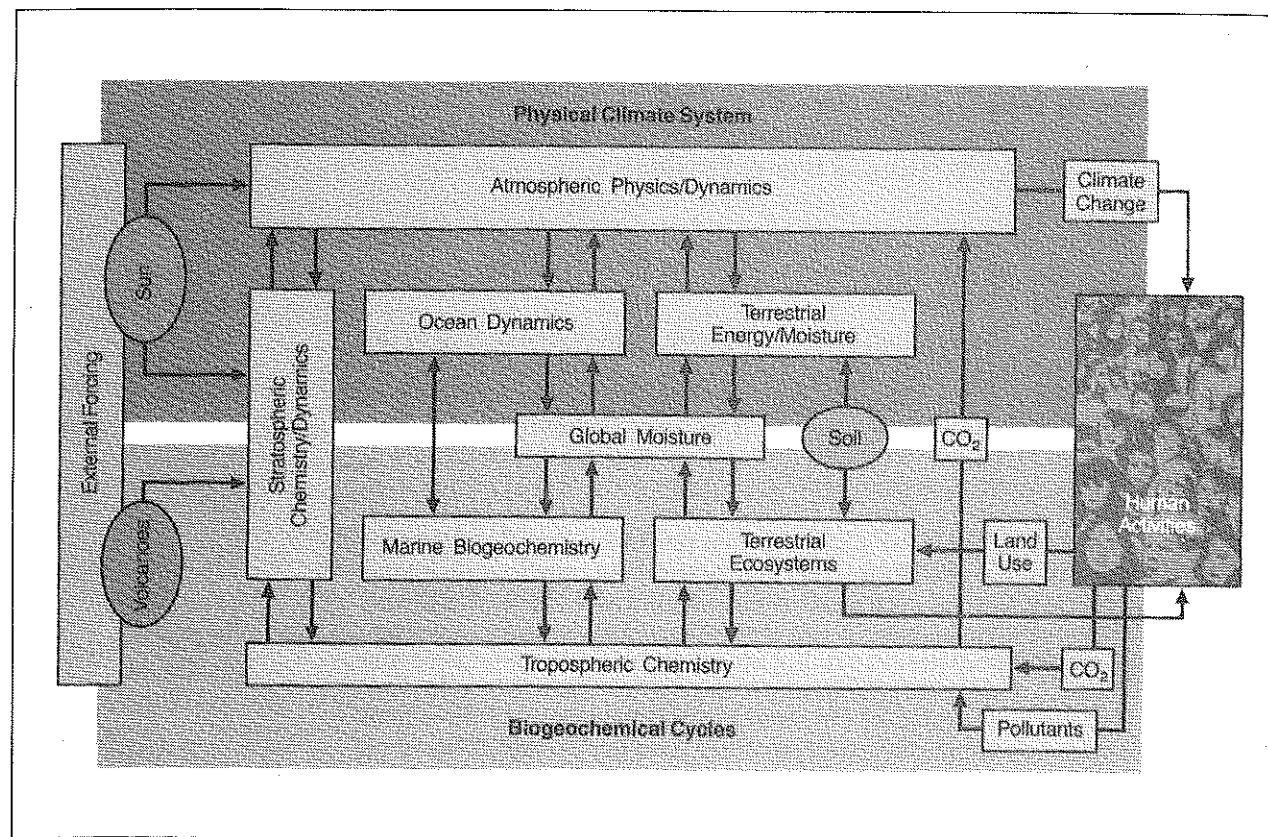 Physical Climate System
Atmospheric Physics/Dynamics
Climate
Change
Sun
External Forcing
Stratospheric
Chemistry/Dynamics
Ocean Dynamics
Terrestrial
Energy/Moisture
Global Moisture
Soil
CO₂
Human
Activities
Volcanoes
Marine Biogeochemistry
Terrestrial
Ecosystems
Land
Use
Tropospheric Chemistry
CO₂
Pollutants
Biogeochemical Cycles